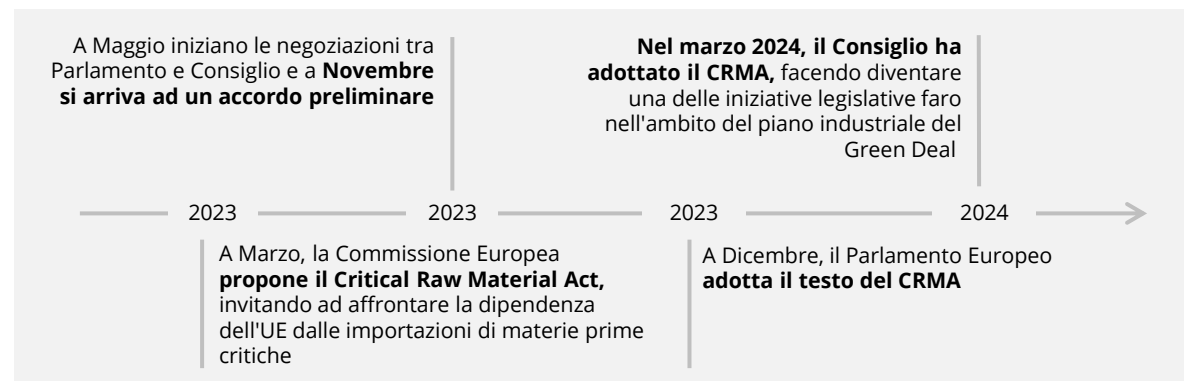 A Maggio iniziano le negoziazioni tra
Parlamento e Consiglio e a Novembre
si arriva ad un accordo preliminare
Nel marzo 2024, il Consiglio ha
adottato il CRMA, facendo diventare
una delle iniziative legislative faro
nell'ambito del piano industriale del
Green Deal
2023
2023
2023
2024
A Marzo, la Commissione Europea
propone il Critical Raw Material Act,
invitando ad affrontare la dipendenza
dell'UE dalle importazioni di materie prime
critiche
A Dicembre, il Parlamento Europeo
adotta il testo del CRMA